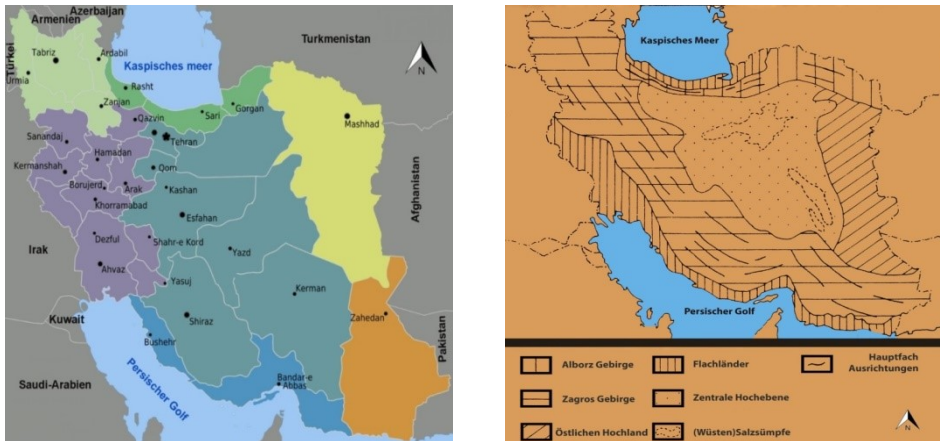 Armenien
Azerbaijan
Türkei
Tabriz
Ardabil
Urmia
Kaspisches meer
Turkmenistan
N
Zanjan
Rasht
Qazvin
Sari
Gorgan
Tehran
Mashhad
Sanandaj
Hamadan
Kermanshah
Qom
Borujerd
Arak
Kashan
Khorramabad
Esfahan
Afghanistan
Dezful
Shahr-e Kord
Yazd
Irak
Ahvaz
Yasuj
Kerman
Kuwait
Shiraz
Zahedan
Bushehr
Pakistan
Saudi-Arabien
Persischer Golf
Bandar-e
Abbas
Kaspisches Meer
Persischer Golf
Alborz Gebirge
Flachländer
Hauptfach
Ausrichtungen
Zagros Gebirge
Zentrale Hochebene
Östlichen Hochland
(Wüsten)Salzsümpfe
N